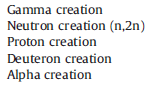 Gamma creation
Neutron creation (n,2n)
Proton creation
Deuteron creation
Alpha creation